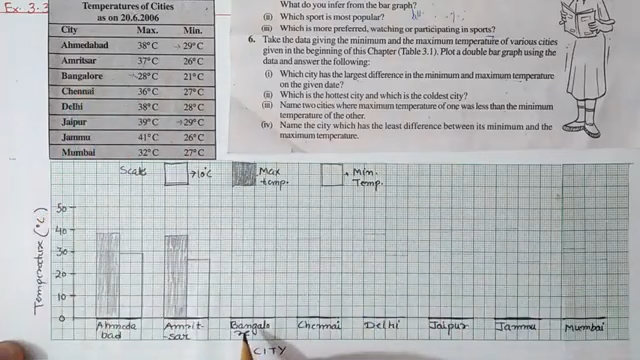 Ex. 3.3
Temperatures of Cities
as on 20.6.2006
City Max. Min.
Ahmedabad 38°C 29°C
Amritsar 37°C 26°C
Bangalore 28°C 21°C
Chennai 36°C 27°C
Delhi 38°C 28°C
Jaipur 39°C 29°C
Jammu 41°C 26°C
Mumbai 32°C 27°C
What do you infer from the bar graph?
(ii) Which sport is most popular?
(iii) Which is more preferred, watching or participating in sports?
6. Take the data giving the minimum and the maximum temperature of various cities
given in the beginning of this Chapter (Table 3.1). Plot a double bar graph using the
data and answer the following:
(i) Which city has the largest difference in the minimum and maximum temperature
on the given date?
(ii) Which is the hottest city and which is the coldest city?
(iii) Name two cities where maximum temperature of one was less than the minimum
temperature of the other.
(iv) Name the city which has the least difference between its minimum and the
maximum temperature.
Scale → 10°C Max temp. → Min. Temp.
Temperature (°C)
50
40
30
20
10
0
Ahmeda
bad
Amrit-
-sar
Bangalo
re
Chennai
Delhi
Jaipur
Jammu
Mumbai
CITY